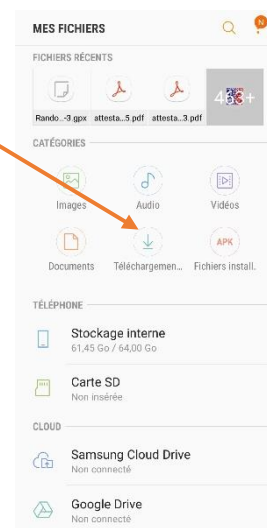 MES FICHIERS
N
FICHIERS RÉCENTS
463+
Rando...-3.gpx attesta...5.pdf attesta...3.pdf
CATÉGORIES
Images Audio Vidéos
APK
Documents Téléchargemen... Fichiers install.
TÉLÉPHONE
Stockage interne
61,45 Go / 64,00 Go
Carte SD
Non insérée
CLOUD
Samsung Cloud Drive
Non connecté
Google Drive
Non connecté